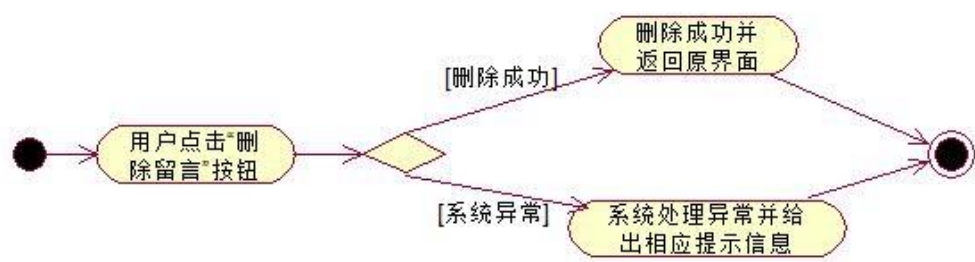 删除成功并
返回原界面
[删除成功]
用户点击“删
除留言”按钮
[系统异常]
系统处理异常并给
出相应提示信息